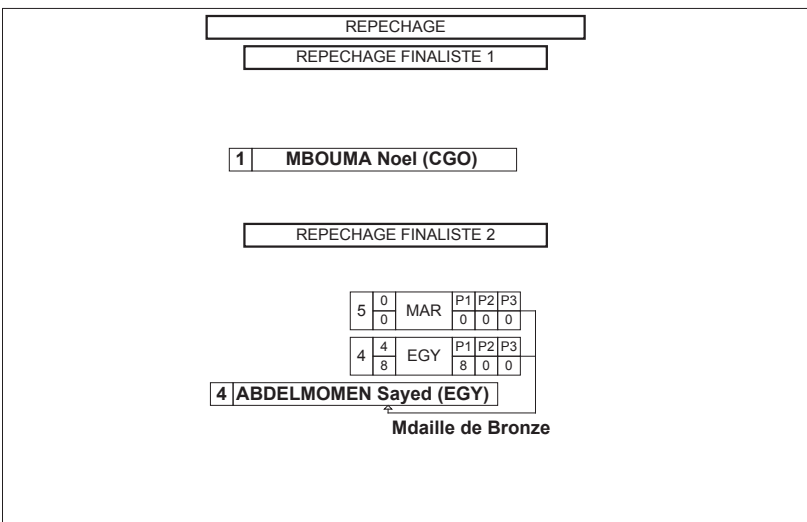 REPECHAGE
REPECHAGE FINALISTE 1
1 MBOUMA Noel (CGO)
REPECHAGE FINALISTE 2
5 0 MAR P1 P2 P3
0 0 0 0
4 4 EGY P1 P2 P3
8 8 0 0
4 ABDELMOMEN Sayed (EGY)
Mdaille de Bronze